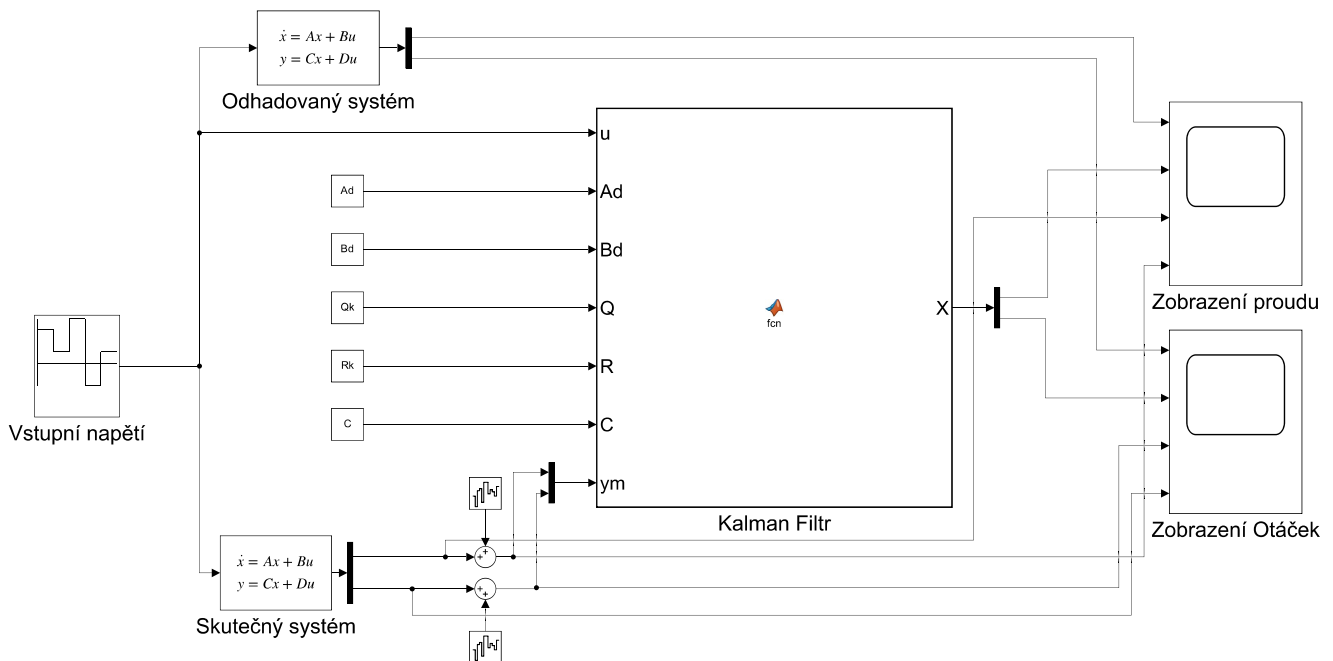 ẋ = Ax + Bu
y = Cx + Du
Odhadovaný systém
u
Ad
Ad
Bd
Bd
Qk
Q
X
Zobrazení proudu
fcn
Rk
R
C
C
Vstupní napětí
ym
Kalman Filtr
Zobrazení Otáček
ẋ = Ax + Bu
y = Cx + Du
Skutečný systém